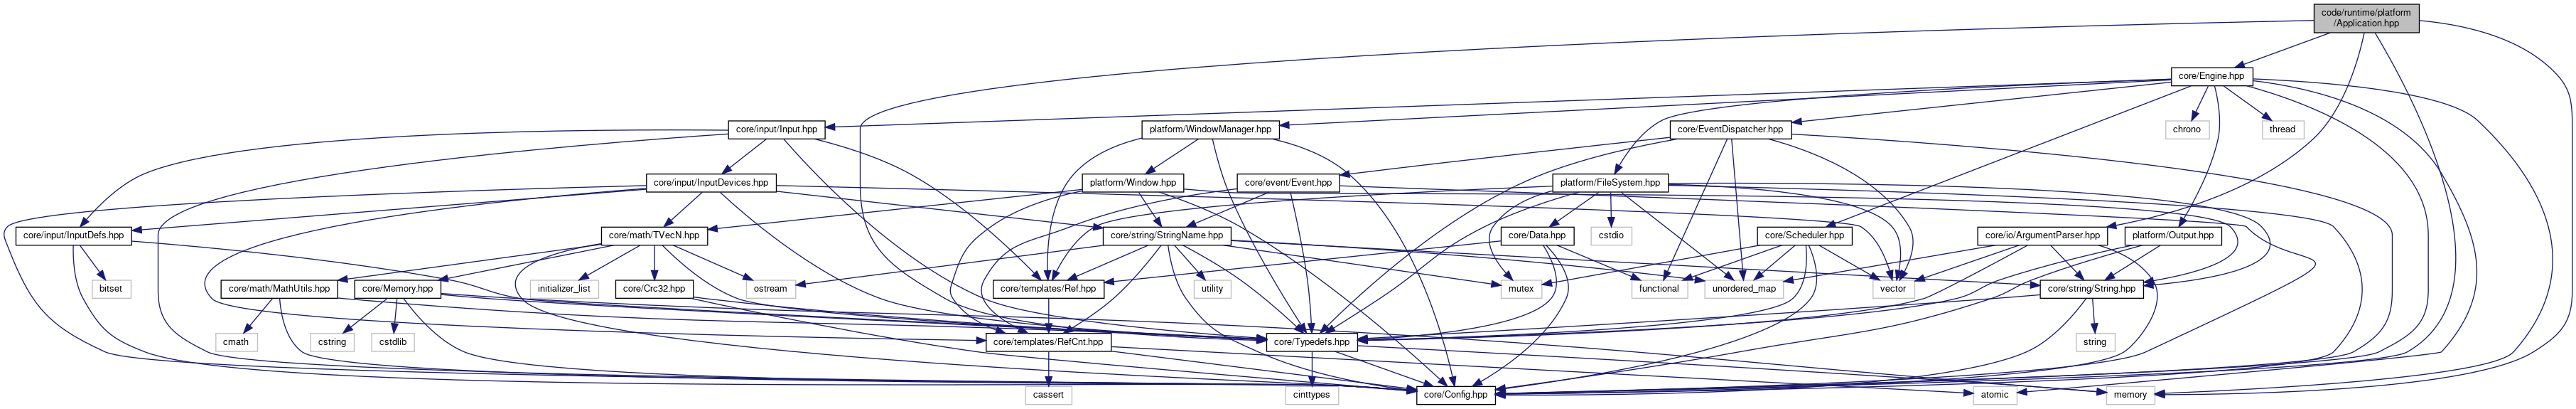 code/runtime/platform
/Application.hpp
core/Engine.hpp
core/input/Input.hpp
platform/WindowManager.hpp
core/EventDispatcher.hpp
chrono
thread
core/input/InputDevices.hpp
platform/Window.hpp
core/event/Event.hpp
platform/FileSystem.hpp
core/input/InputDefs.hpp
core/math/TVecN.hpp
core/string/StringName.hpp
core/Data.hpp
cstdio
core/Scheduler.hpp
core/io/ArgumentParser.hpp
platform/Output.hpp
bitset
core/math/MathUtils.hpp
core/Memory.hpp
initializer_list
core/Crc32.hpp
ostream
core/templates/Ref.hpp
utility
mutex
functional
unordered_map
vector
core/string/String.hpp
cmath
cstring
cstdlib
core/templates/RefCnt.hpp
core/Typedefs.hpp
string
cassert
cinttypes
core/Config.hpp
atomic
memory